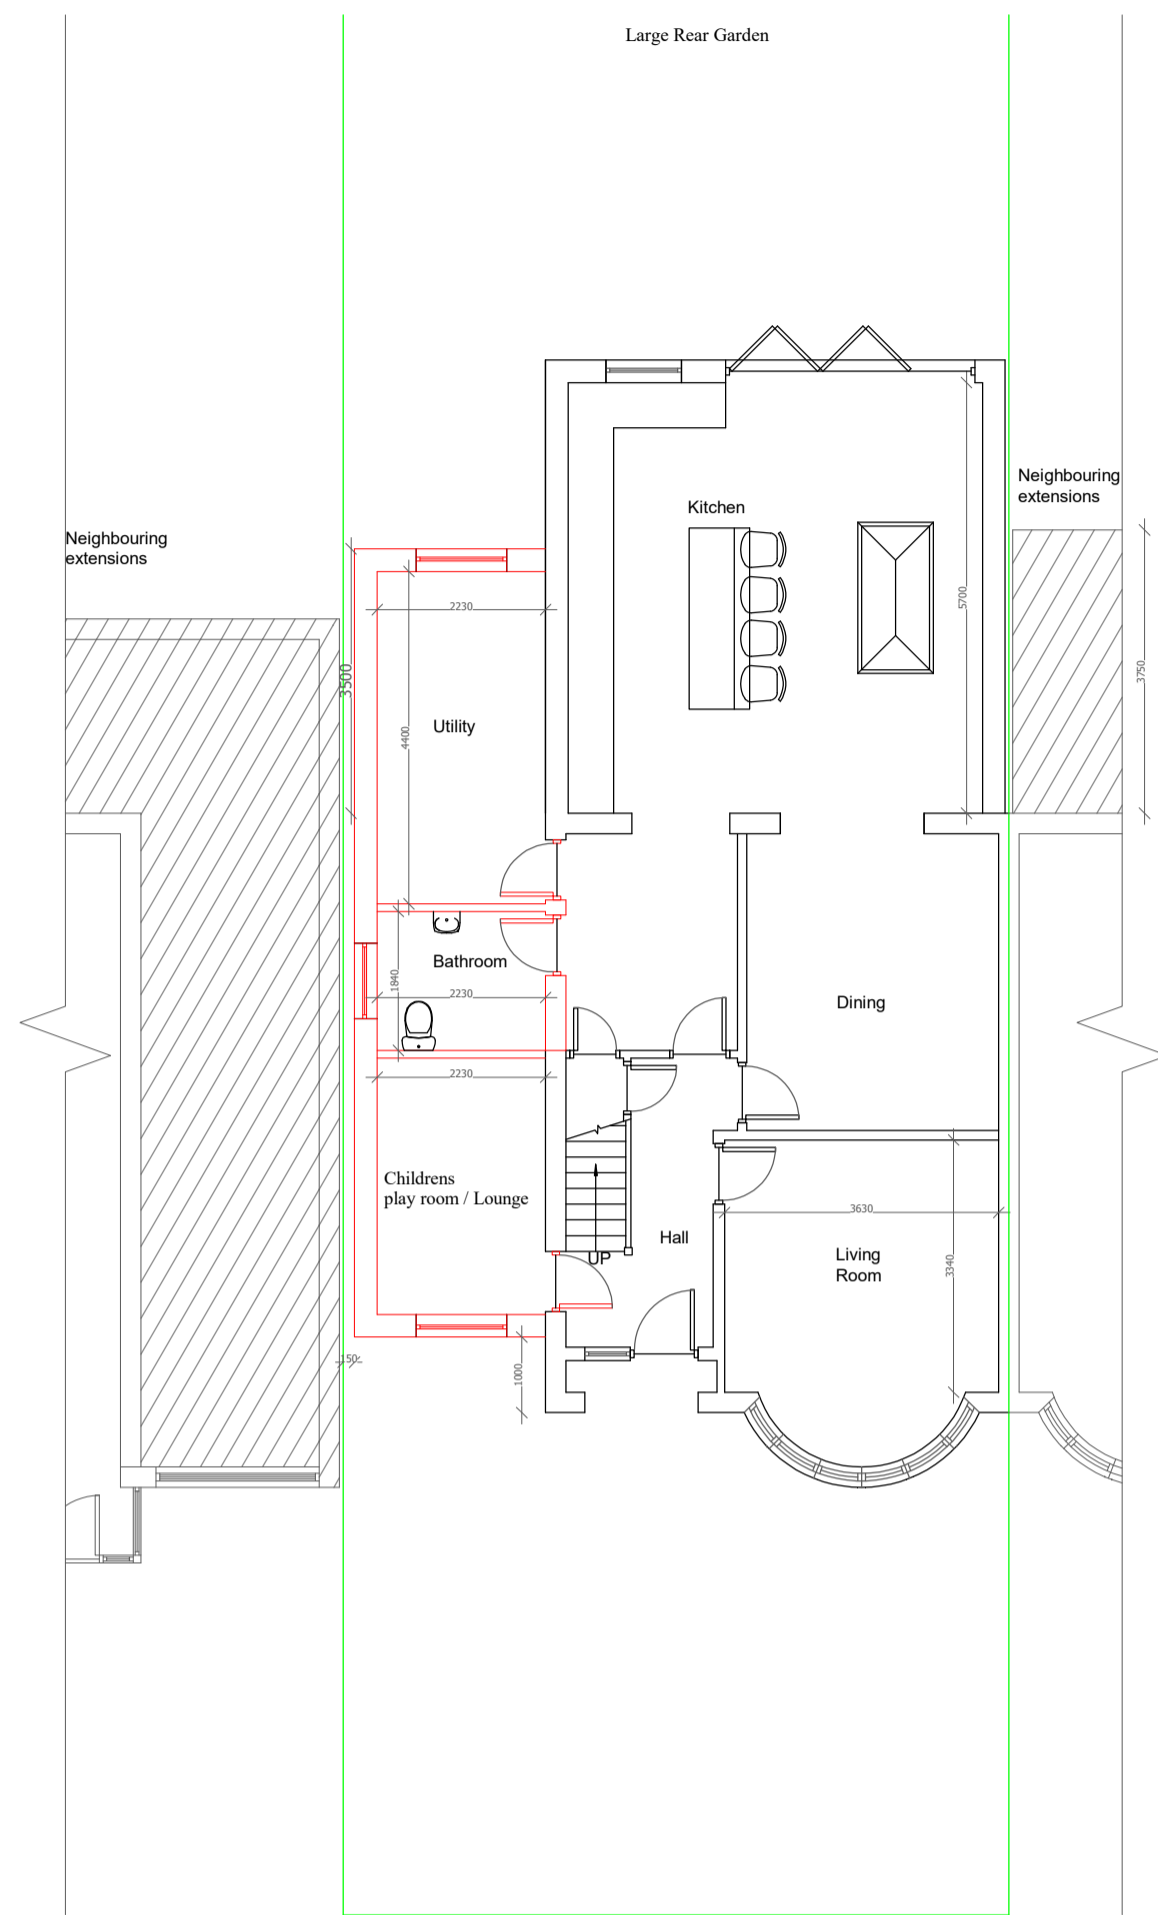 Large Rear Garden
Neighbouring
extensions
Neighbouring
extensions
Kitchen
2230
5700
3750
3500
Utility
4400
Bathroom
1840
2230
Dining
2230
Childrens
play room / Lounge
3630
Hall
UP
Living
Room
3340
150
1000